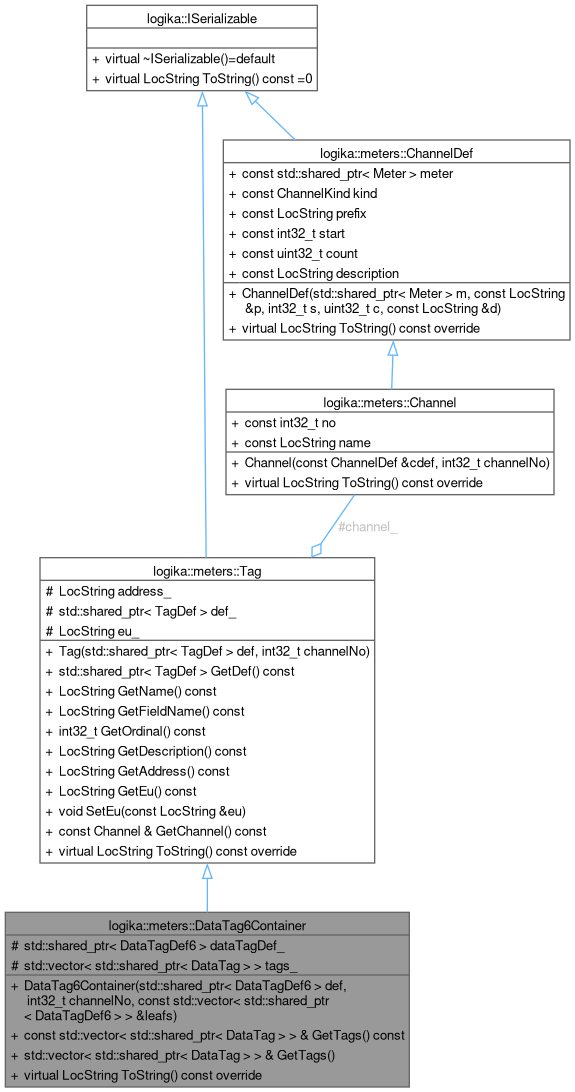 logika::ISerializable
+ virtual ~ISerializable()=default
+ virtual LocString ToString() const =0
logika::meters::ChannelDef
+ const std::shared_ptr< Meter > meter
+ const ChannelKind kind
+ const LocString prefix
+ const int32_t start
+ const uint32_t count
+ const LocString description
+ ChannelDef(std::shared_ptr< Meter > m, const LocString
&p, int32_t s, uint32_t c, const LocString &d)
+ virtual LocString ToString() const override
logika::meters::Channel
+ const int32_t no
+ const LocString name
+ Channel(const ChannelDef &cdef, int32_t channelNo)
+ virtual LocString ToString() const override
#channel_
logika::meters::Tag
# LocString address_
# std::shared_ptr< TagDef > def_
# LocString eu_
+ Tag(std::shared_ptr< TagDef > def, int32_t channelNo)
+ std::shared_ptr< TagDef > GetDef() const
+ LocString GetName() const
+ LocString GetFieldName() const
+ int32_t GetOrdinal() const
+ LocString GetDescription() const
+ LocString GetAddress() const
+ LocString GetEu() const
+ void SetEu(const LocString &eu)
+ const Channel & GetChannel() const
+ virtual LocString ToString() const override
logika::meters::DataTag6Container
# std::shared_ptr< DataTagDef6 > dataTagDef_
# std::vector< std::shared_ptr< DataTag > > tags_
+ DataTag6Container(std::shared_ptr< DataTagDef6 > def,
int32_t channelNo, const std::vector< std::shared_ptr
< DataTagDef6 > > &leafs)
+ const std::vector< std::shared_ptr< DataTag > > & GetTags() const
+ std::vector< std::shared_ptr< DataTag > > & GetTags()
+ virtual LocString ToString() const override